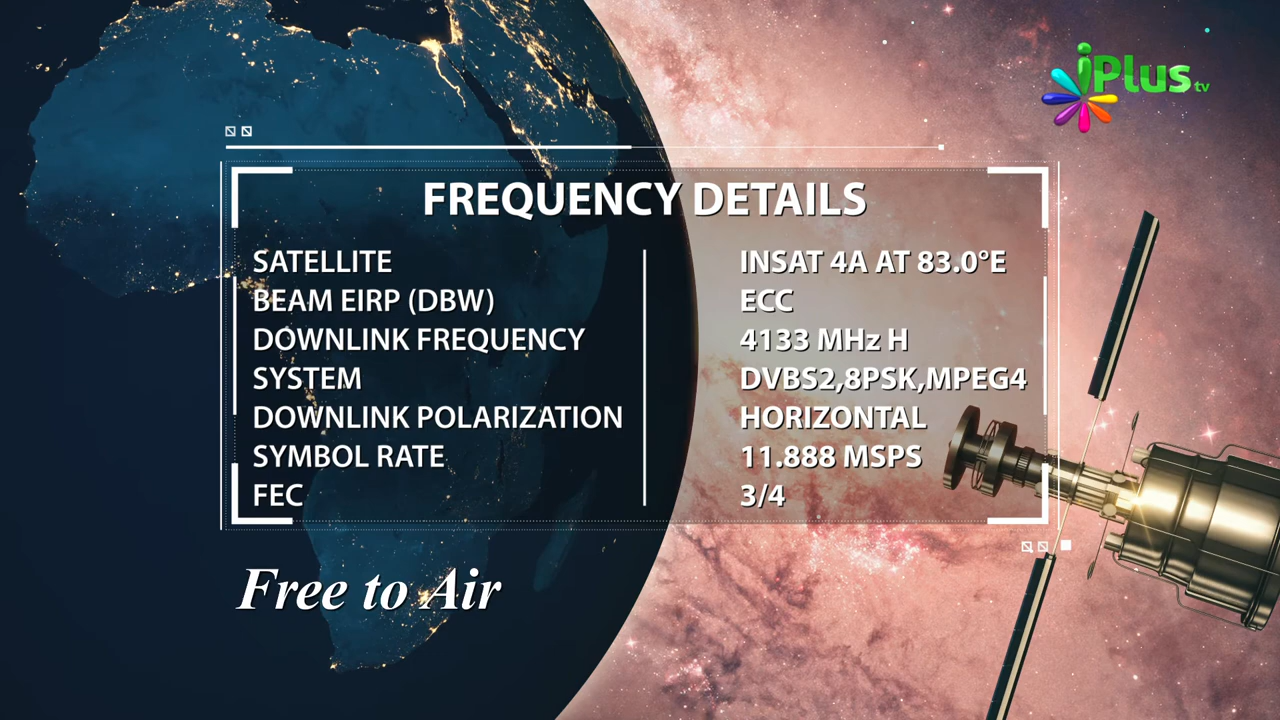 iPlus tv
FREQUENCY DETAILS
SATELLITE INSAT 4A AT 83.0°E
BEAM EIRP (DBW) ECC
DOWNLINK FREQUENCY 4133 MHz H
SYSTEM DVBS2,8PSK,MPEG4
DOWNLINK POLARIZATION HORIZONTAL
SYMBOL RATE 11.888 MSPS
FEC 3/4
Free to Air